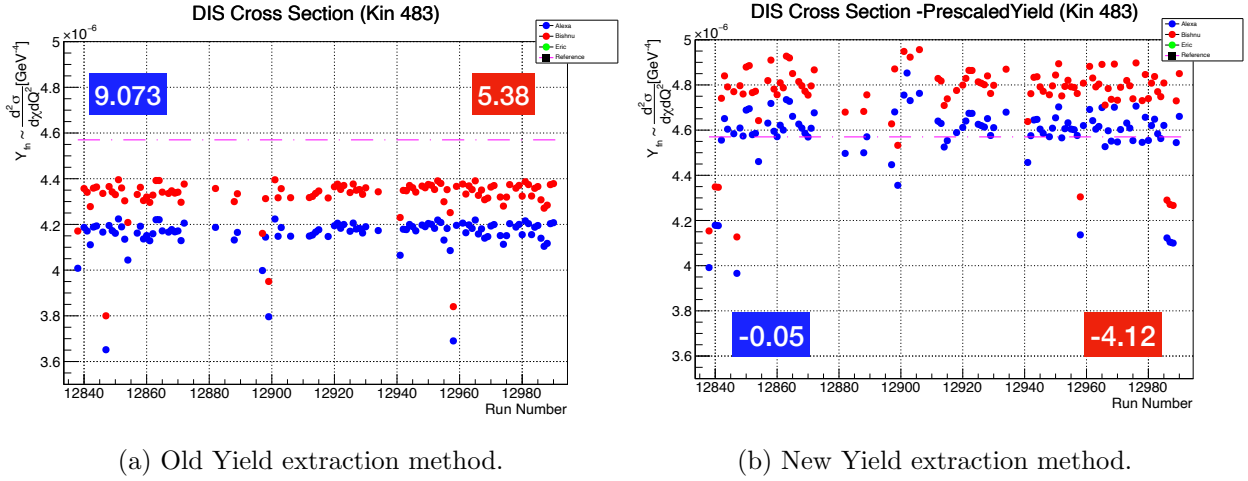 DIS Cross Section (Kin 483)
×10⁻⁶
Y_fn ~ d²σ/dχdQ² [GeV⁻⁴]
5
4.8
4.6
4.4
4.2
4
3.8
3.6
9.073
5.38
Alexa
Bishnu
Eric
Reference
12840 12860 12880 12900 12920 12940 12960 12980
Run Number
(a) Old Yield extraction method.
DIS Cross Section -PrescaledYield (Kin 483)
×10⁻⁶
Y_fn ~ d²σ/dχdQ² [GeV⁻⁴]
5
4.8
4.6
4.4
4.2
4
3.8
3.6
Alexa
Bishnu
Eric
Reference
-0.05
-4.12
12840 12860 12880 12900 12920 12940 12960 12980
Run Number
(b) New Yield extraction method.